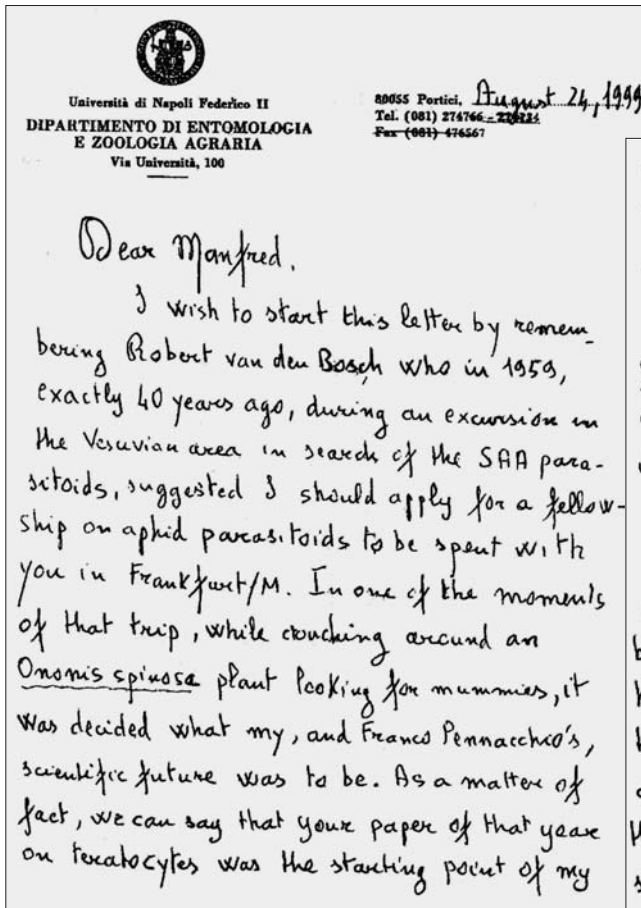 Università di Napoli Federico II
DIPARTIMENTO DI ENTOMOLOGIA
E ZOOLOGIA AGRARIA
Via Università, 100
80055 Portici, August 24, 1999
Tel. (081) 274766
Fax (081) 476567
Dear Manfred,
I wish to start this letter by remem-
bering Robert van den Bosch who in 1959,
exactly 40 years ago, during an excursion in
the Vesuvian area in search of the SAA para-
sitoids, suggested I should apply for a fellow-
ship on aphid parasitoids to be spent with
you in Frankfurt/M. In one of the moments
of that trip, while crouching around an
Ononis spinosa plant looking for mummies, it
was decided what my, and Franco Pennacchio's,
scientific future was to be. As a matter of
fact, we can say that your paper of that year
on teratocytes was the starting point of my